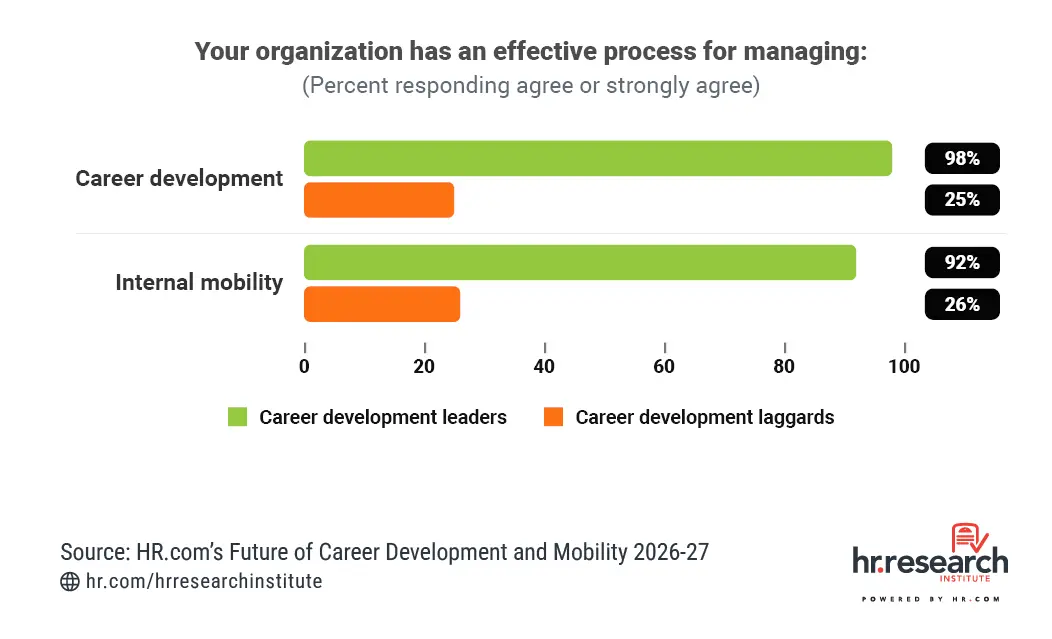 Your organization has an effective process for managing:
(Percent responding agree or strongly agree)
Career development
98%
25%
Internal mobility
92%
26%
0 20 40 60 80 100
Career development leaders Career development laggards
Source: HR.com’s Future of Career Development and Mobility 2026-27
hr.com/hrresearchinstitute
hr.research
INSTITUTE
POWERED BY HR.COM